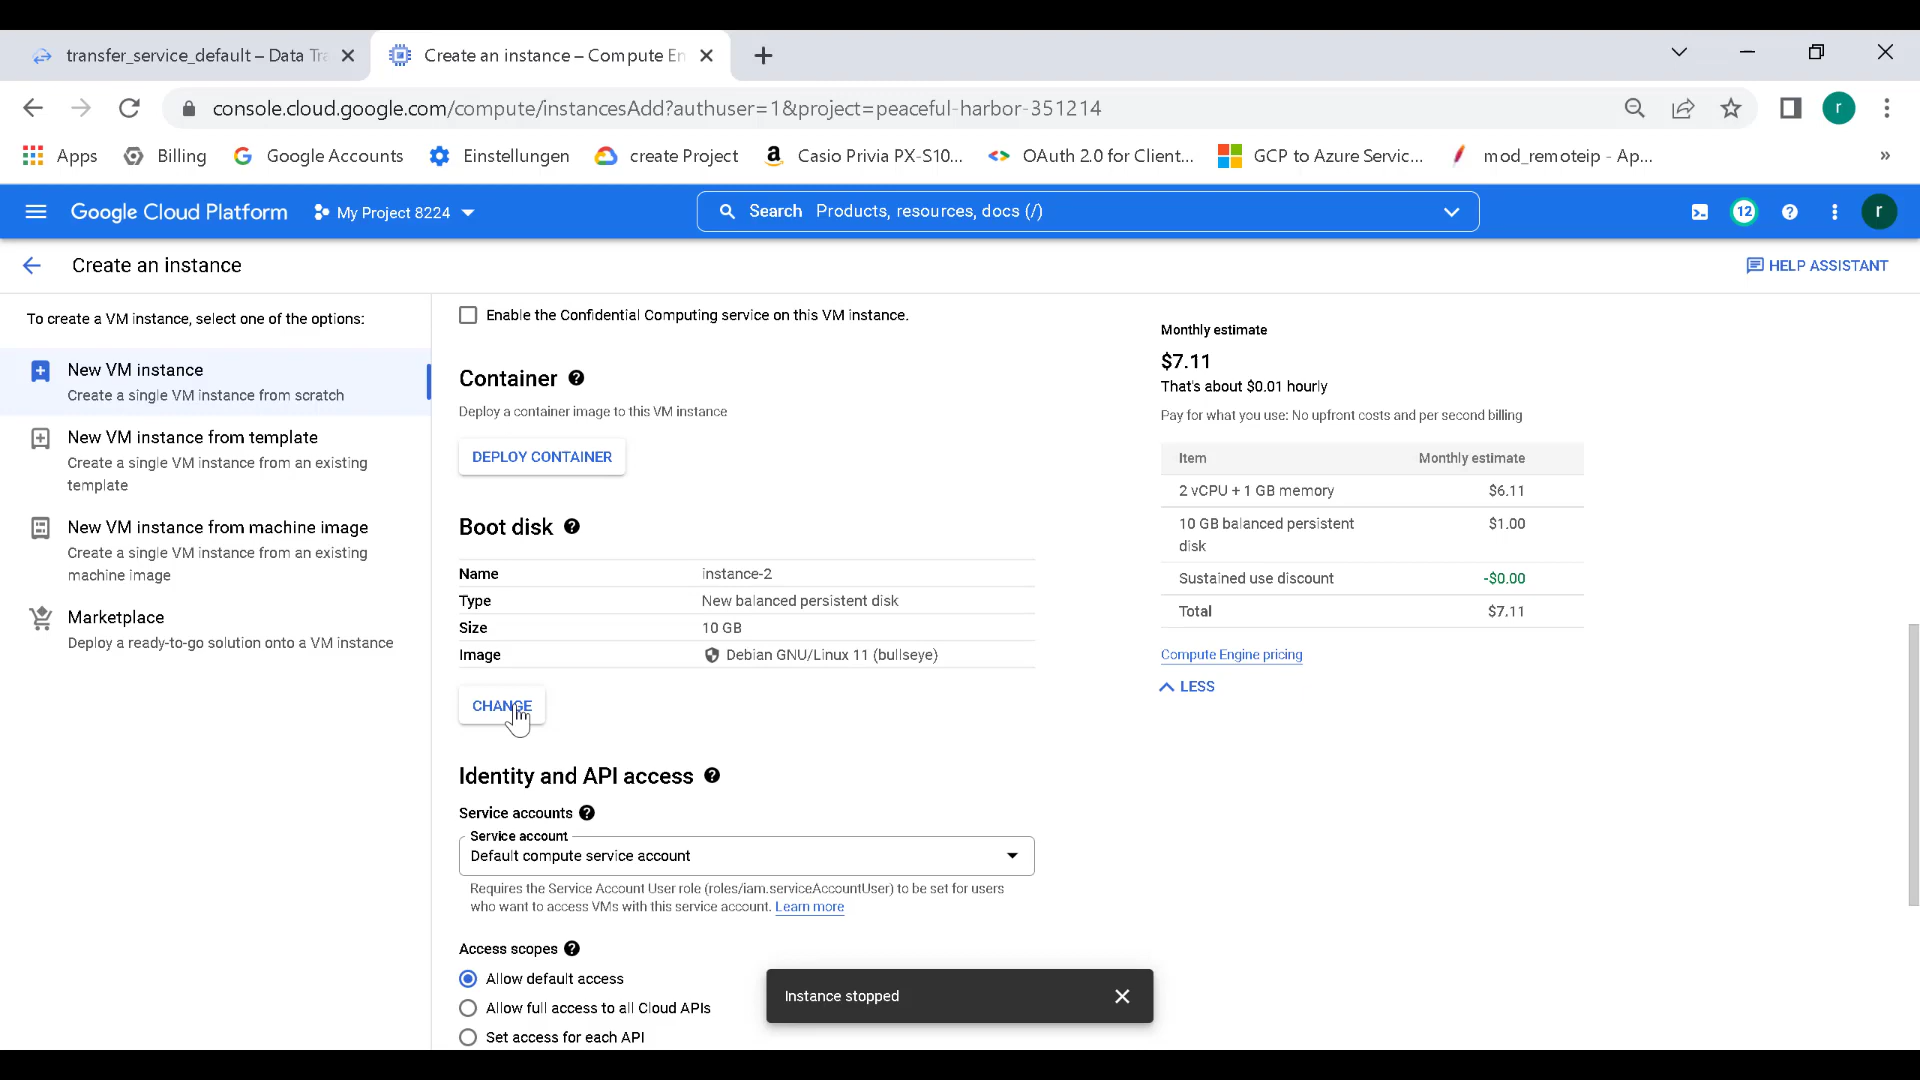 transfer_service_default – Data Tra
Create an instance – Compute En
console.cloud.google.com/compute/instancesAdd?authuser=1&project=peaceful-harbor-351214
r
Apps
Billing
Google Accounts
Einstellungen
create Project
Casio Privia PX-S10...
OAuth 2.0 for Client...
GCP to Azure Servic...
mod_remoteip - Ap...
»
Google Cloud Platform
My Project 8224
Search Products, resources, docs (/)
12
r
Create an instance
HELP ASSISTANT
To create a VM instance, select one of the options:
New VM instance
Create a single VM instance from scratch
New VM instance from template
Create a single VM instance from an existing
template
New VM instance from machine image
Create a single VM instance from an existing
machine image
Marketplace
Deploy a ready-to-go solution onto a VM instance
Enable the Confidential Computing service on this VM instance.
Container
Deploy a container image to this VM instance
DEPLOY CONTAINER
Boot disk
Name instance-2
Type New balanced persistent disk
Size 10 GB
Image Debian GNU/Linux 11 (bullseye)
CHANGE
Identity and API access
Service accounts
Service account
Default compute service account
Requires the Service Account User role (roles/iam.serviceAccountUser) to be set for users
who want to access VMs with this service account. Learn more
Access scopes
Allow default access
Allow full access to all Cloud APIs
Set access for each API
Monthly estimate
$7.11
That's about $0.01 hourly
Pay for what you use: No upfront costs and per second billing
Item Monthly estimate
2 vCPU + 1 GB memory $6.11
10 GB balanced persistent $1.00
disk
Sustained use discount -$0.00
Total $7.11
Compute Engine pricing
LESS
Instance stopped